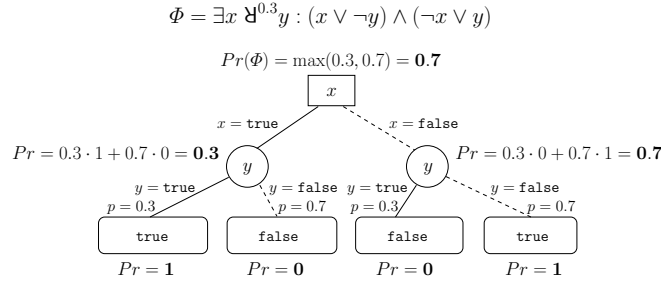 Φ = ∃x ꓤ^0.3 y : (x ∨ ¬y) ∧ (¬x ∨ y)
Pr(Φ) = max(0.3, 0.7) = 0.7
x
x = true
x = false
Pr = 0.3 · 1 + 0.7 · 0 = 0.3
y
y
Pr = 0.3 · 0 + 0.7 · 1 = 0.7
y = true
p = 0.3
y = false
p = 0.7
y = true
p = 0.3
y = false
p = 0.7
true
false
false
true
Pr = 1
Pr = 0
Pr = 0
Pr = 1